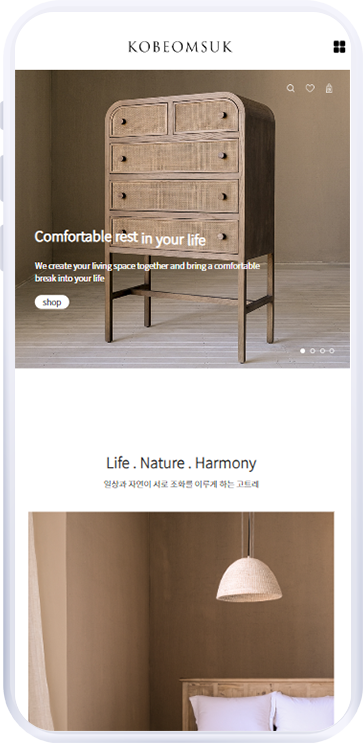 KOBEOMSUK
Comfortable rest in your life
We create your living space together and bring a comfortable
break into your life
shop
Life . Nature . Harmony
일상과 자연이 서로 조화를 이루게 하는 고트레